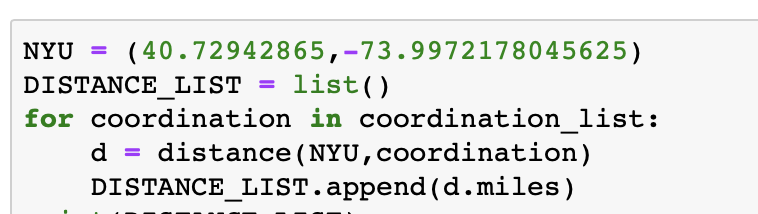 NYU = (40.72942865,-73.9972178045625)
DISTANCE_LIST = list()
for coordination in coordination_list:
    d = distance(NYU,coordination)
    DISTANCE_LIST.append(d.miles)